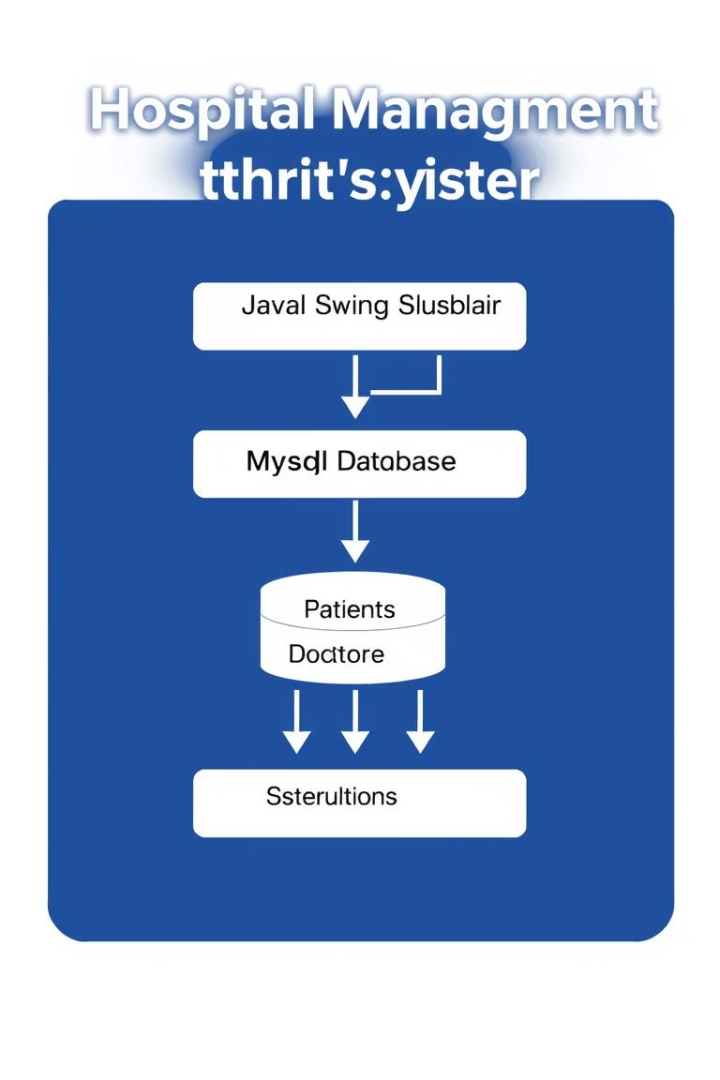 Hospital Managment
tthrit's:yister
Javal Swing Slusblair
Mysql Database
Patients
Doctore
Ssterultions